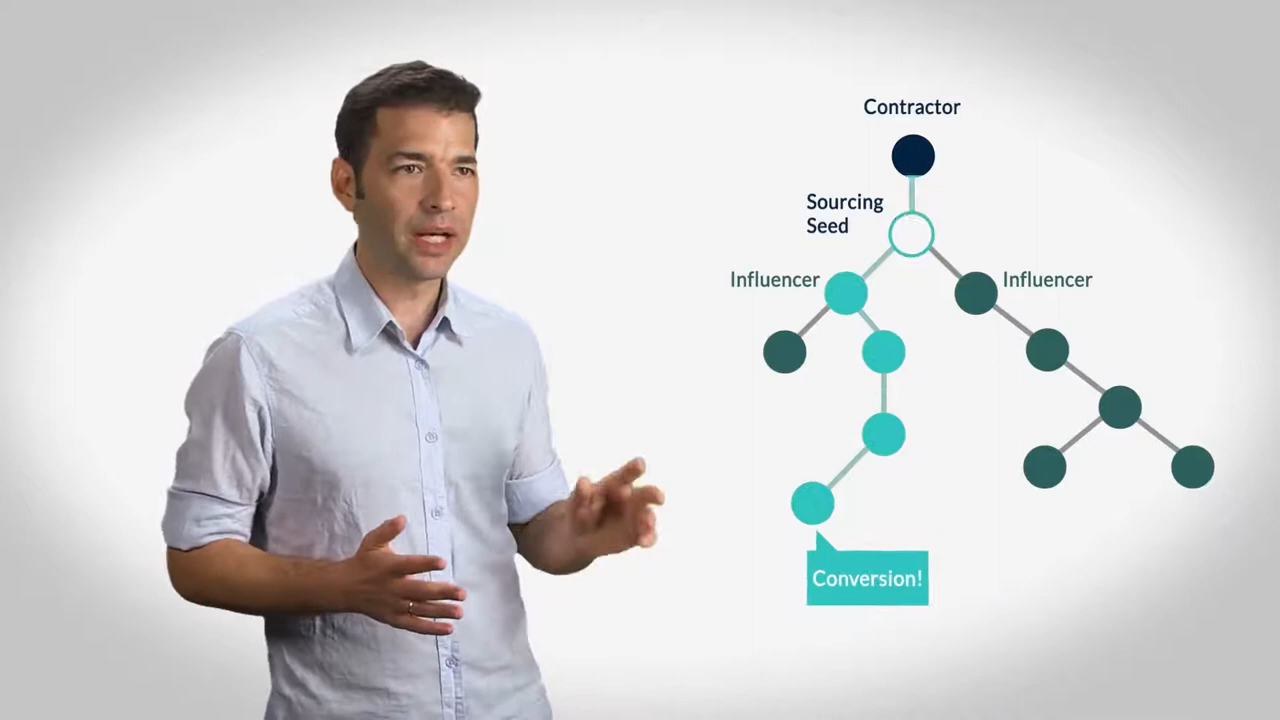 Contractor
Sourcing
Seed
Influencer
Influencer
Conversion!